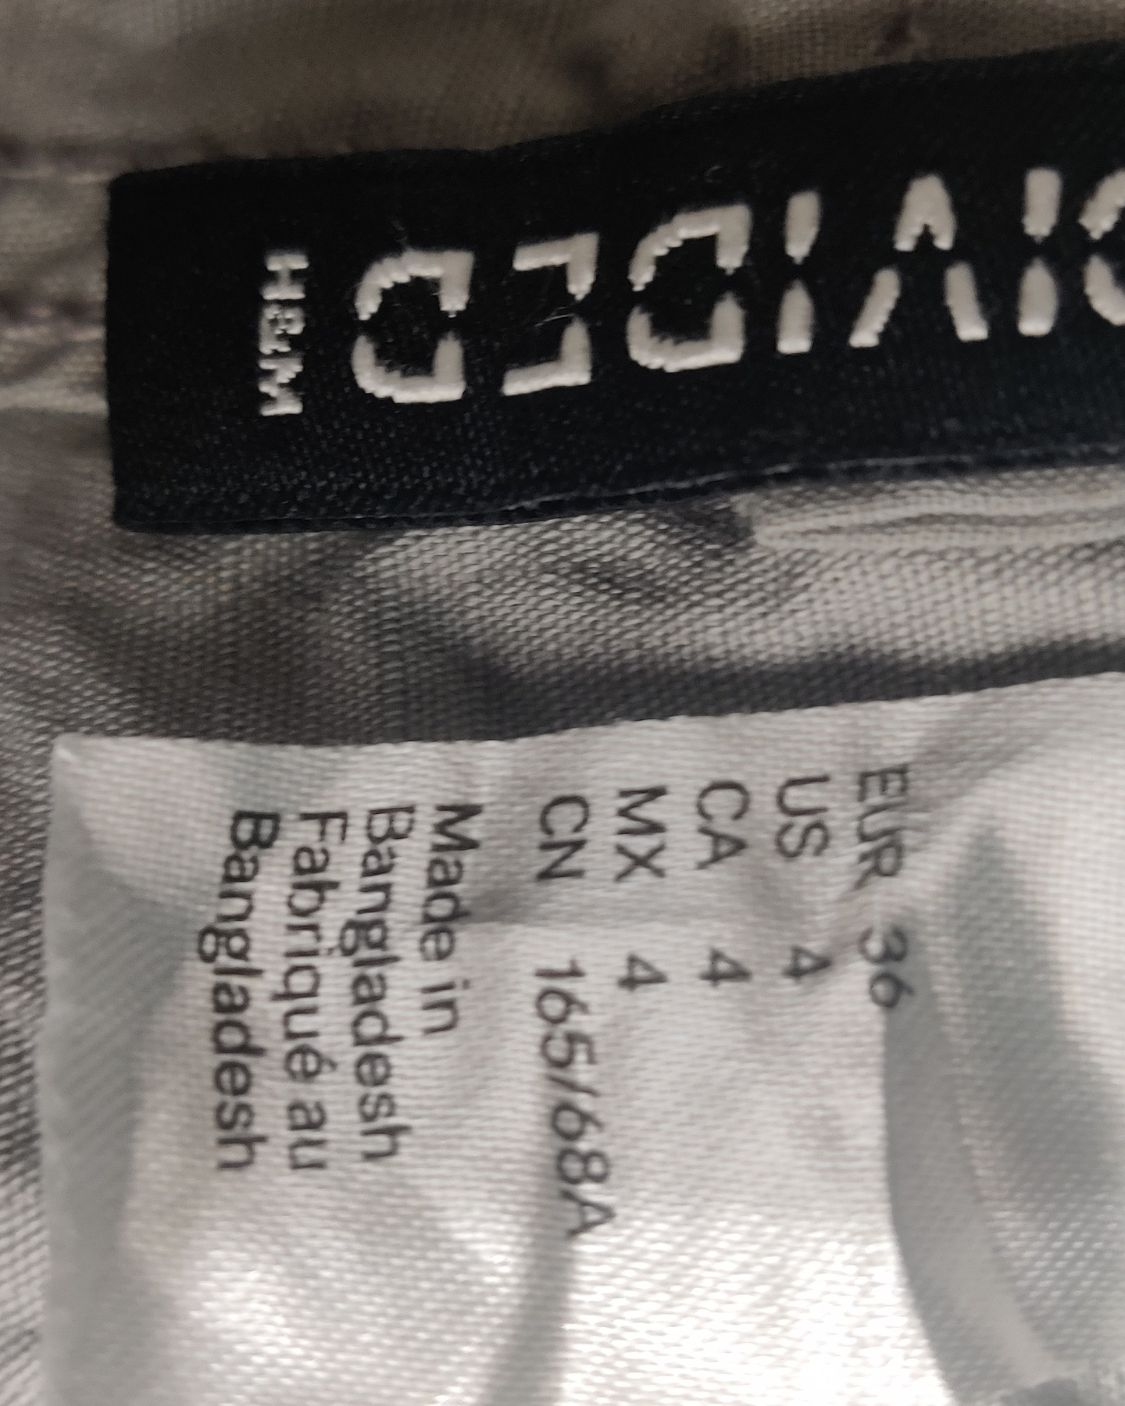 DIVIDED
H&M
EUR 36
US 4
CA 4
MX 4
CN 165/68A
Made in
Bangladesh
Fabriqué au
Bangladesh